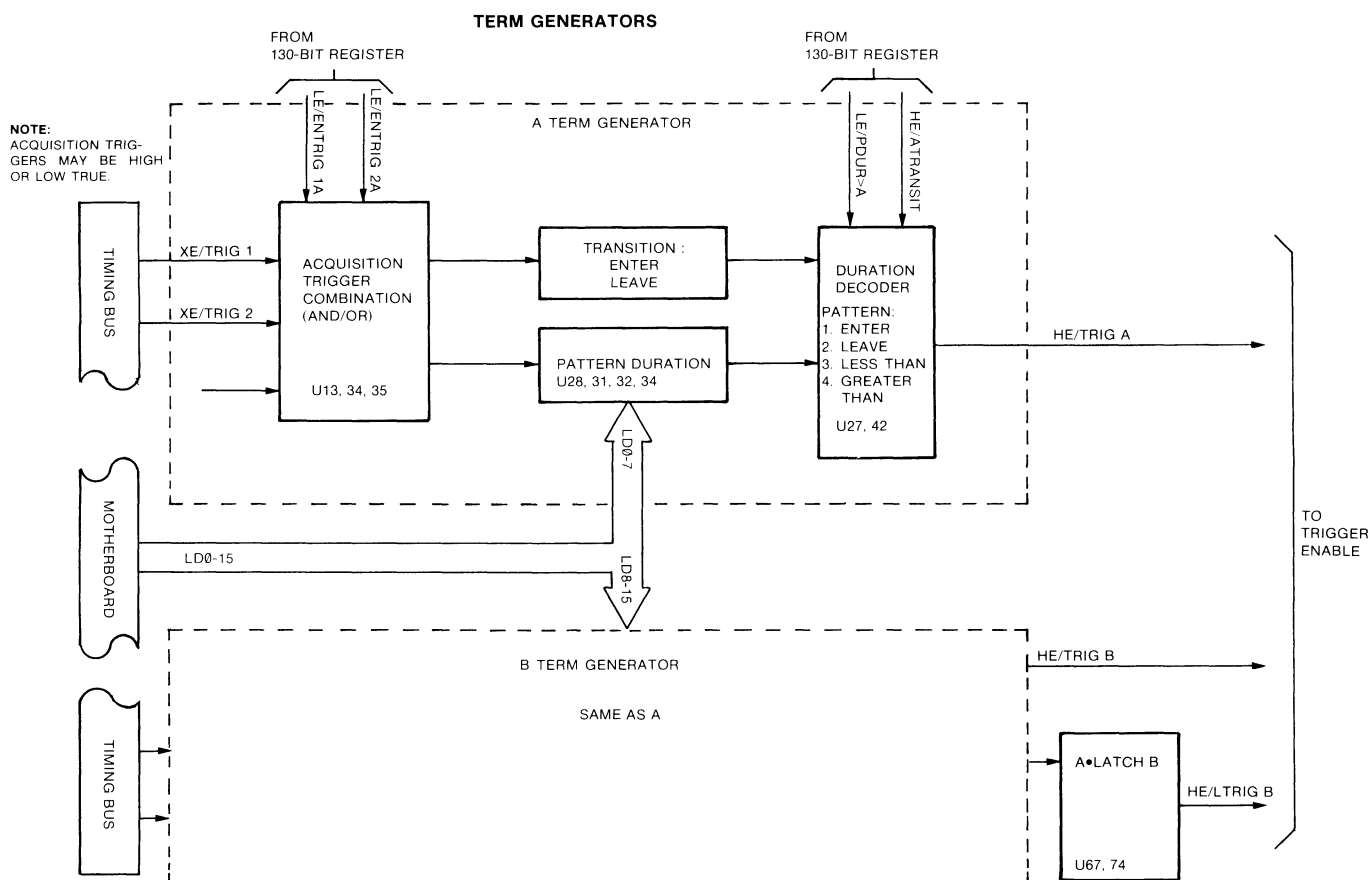 TERM GENERATORS
FROM
130-BIT REGISTER
FROM
130-BIT REGISTER
NOTE:
ACQUISITION TRIG-
GERS MAY BE HIGH
OR LOW TRUE.
LE/ENTRIG 1A
LE/ENTRIG 2A
A TERM GENERATOR
LE/PDUR>A
HE/ATRANSIT
TIMING BUS
XE/TRIG 1
XE/TRIG 2
ACQUISITION
TRIGGER
COMBINATION
(AND/OR)
U13, 34, 35
TRANSITION :
ENTER
LEAVE
PATTERN DURATION
U28, 31, 32, 34
DURATION
DECODER
PATTERN:
1. ENTER
2. LEAVE
3. LESS THAN
4. GREATER
THAN
U27, 42
HE/TRIG A
LD0-7
MOTHERBOARD
LD0-15
LD8-15
TO
TRIGGER
ENABLE
B TERM GENERATOR
SAME AS A
HE/TRIG B
TIMING BUS
A•LATCH B
U67, 74
HE/LTRIG B